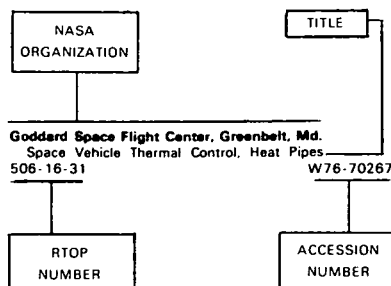 NASA
ORGANIZATION
TITLE
Goddard Space Flight Center, Greenbelt, Md.
Space Vehicle Thermal Control, Heat Pipes
506-16-31 W76-70267
RTOP
NUMBER
ACCESSION
NUMBER